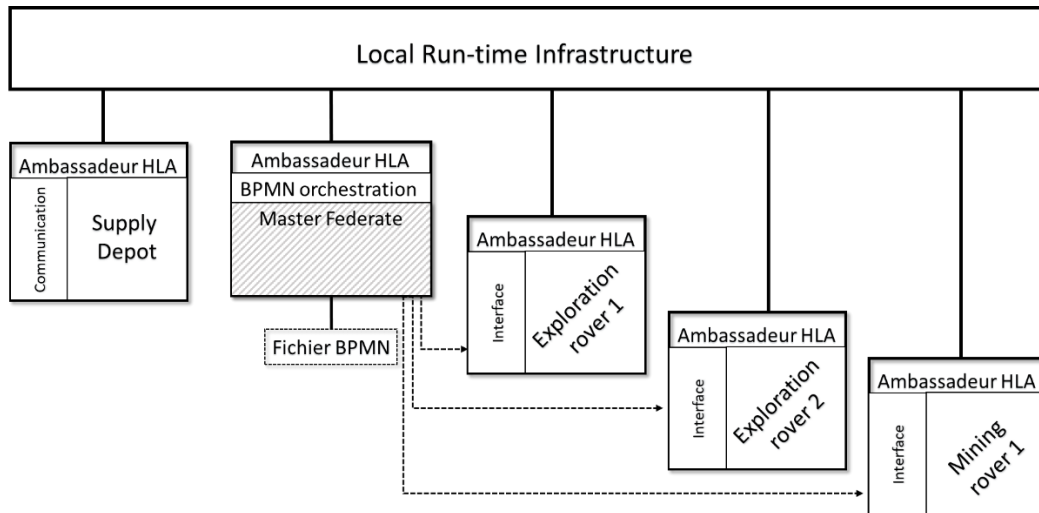 Local Run-time Infrastructure
Ambassadeur HLA
Communication
Supply
Depot
Ambassadeur HLA
BPMN orchestration
Master Federate
Fichier BPMN
Ambassadeur HLA
Interface
Exploration
rover 1
Ambassadeur HLA
Interface
Exploration
rover 2
Ambassadeur HLA
Interface
Mining
rover 1